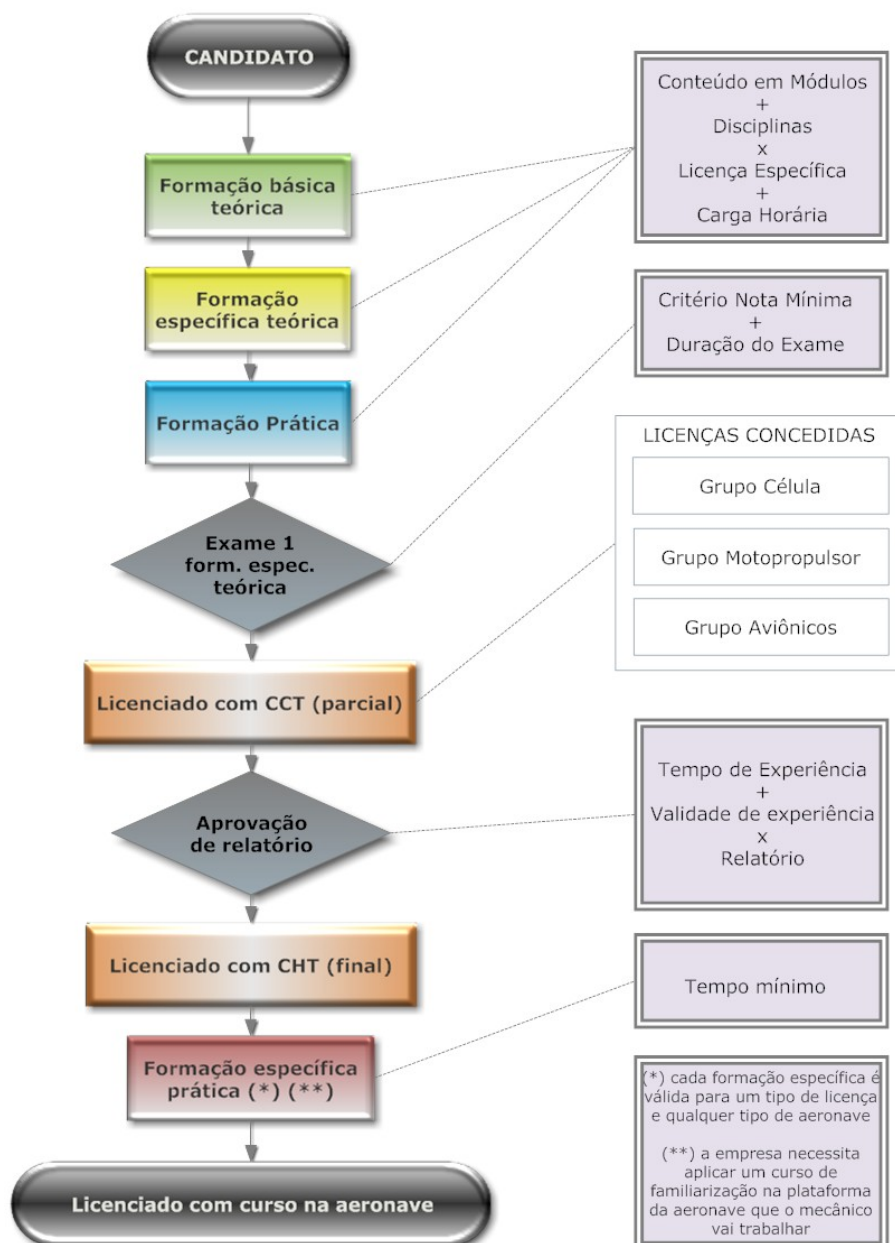 CANDIDATO
Formação básica
teórica
Formação
específica teórica
Formação Prática
Exame 1
form. espec.
teórica
Licenciado com CCT (parcial)
Aprovação
de relatório
Licenciado com CHT (final)
Formação específica
prática (*) (**)
Licenciado com curso na aeronave
Conteúdo em Módulos
+
Disciplinas
x
Licença Específica
+
Carga Horária
Critério Nota Mínima
+
Duração do Exame
LICENÇAS CONCEDIDAS
Grupo Célula
Grupo Motopropulsor
Grupo Aviônicos
Tempo de Experiência
+
Validade de experiência
x
Relatório
Tempo mínimo
(*) cada formação específica é
válida para um tipo de licença
e qualquer tipo de aeronave
(**) a empresa necessita
aplicar um curso de
familiarização na plataforma
da aeronave que o mecânico
vai trabalhar